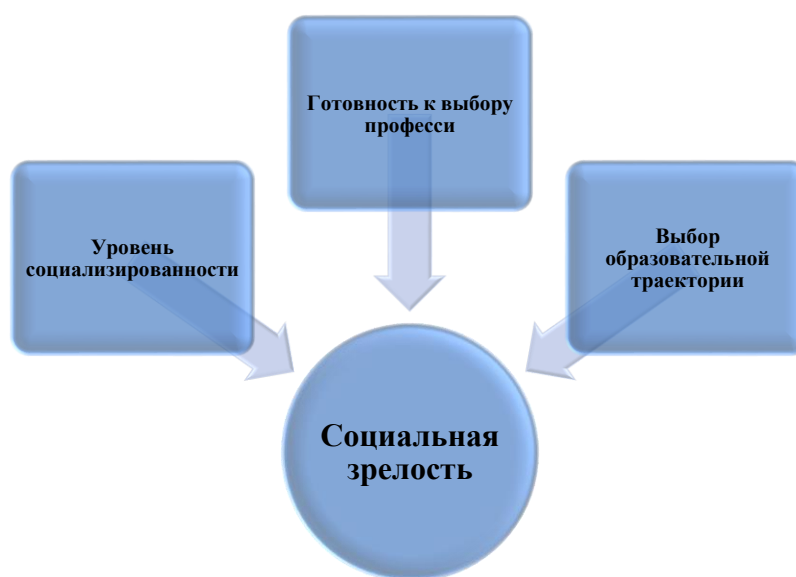 Готовность к выбору
професси
Уровень
социализированности
Выбор
образовательной
траектории
Социальная
зрелость